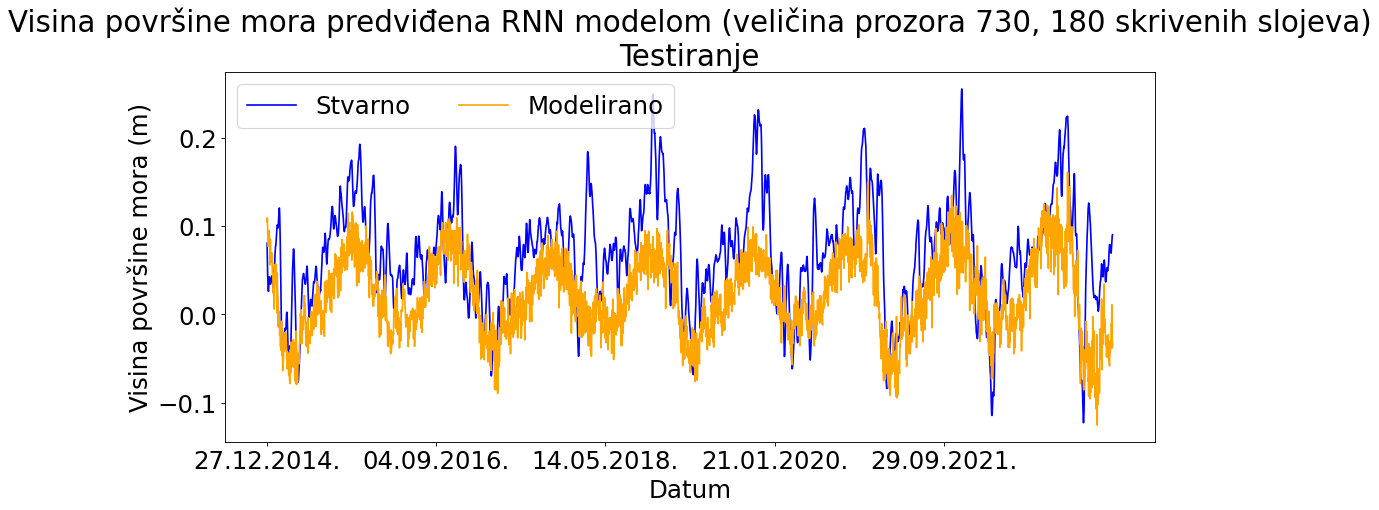 Visina površine mora predviđena RNN modelom (veličina prozora 730, 180 skrivenih slojeva)
Testiranje
Stvarno Modelirano
Visina površine mora (m)
0.2
0.1
0.0
−0.1
27.12.2014. 04.09.2016. 14.05.2018. 21.01.2020. 29.09.2021.
Datum